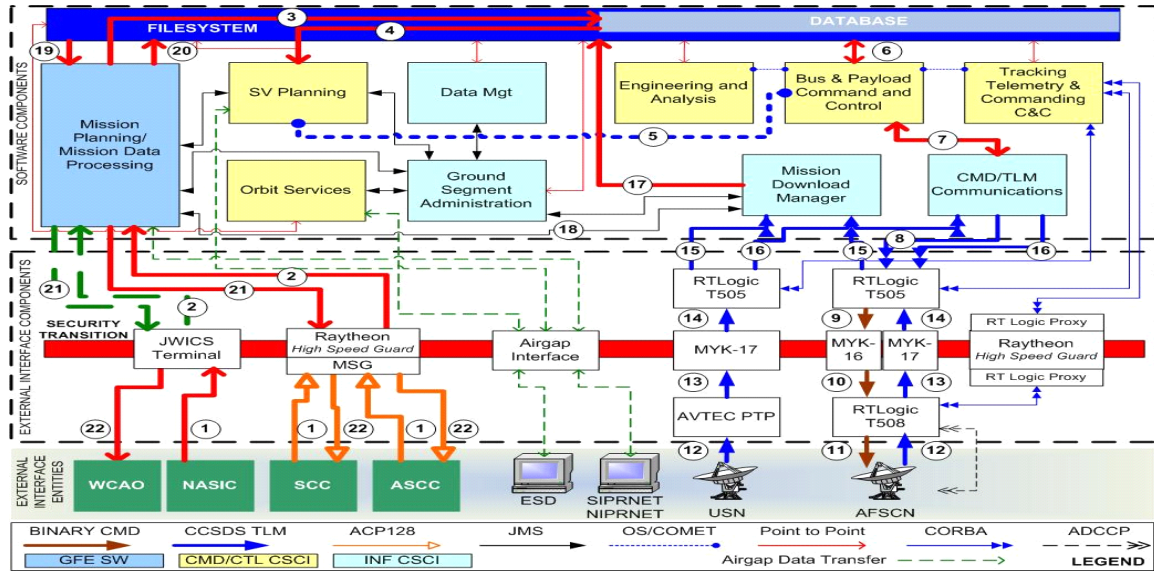 3
FILESYSTEM
DATABASE
4
19
20
6
SOFTWARE COMPONENTS
Mission
Planning/
Mission Data
Processing
SV Planning
Data Mgt
Engineering and
Analysis
Bus & Payload
Command and
Control
Tracking
Telemetry &
Commanding
C&C
5
7
Orbit Services
Ground
Segment
Administration
17
Mission
Download
Manager
CMD/TLM
Communications
18
15
16
8
15
16
EXTERNAL INTERFACE COMPONENTS
21
2
21
2
SECURITY
TRANSITION
JWICS
Terminal
Raytheon
High Speed Guard
MSG
Airgap
Interface
RTLogic
T505
14
MYK-17
13
AVTEC PTP
RTLogic
T505
9
14
MYK-
16
MYK-
17
10
13
RTLogic
T508
RT Logic Proxy
Raytheon
High Speed Guard
RT Logic Proxy
22
1
1
22
1
22
12
11
12
EXTERNAL
INTERFACE
ENTITIES
WCAO
NASIC
SCC
ASCC
ESD
SIPRNET
NIPRNET
USN
AFSCN
BINARY CMD
CCSDS TLM
ACP128
JMS
OS/COMET
Point to Point
CORBA
ADCCP
GFE SW
CMD/CTL CSCI
INF CSCI
Airgap Data Transfer
LEGEND